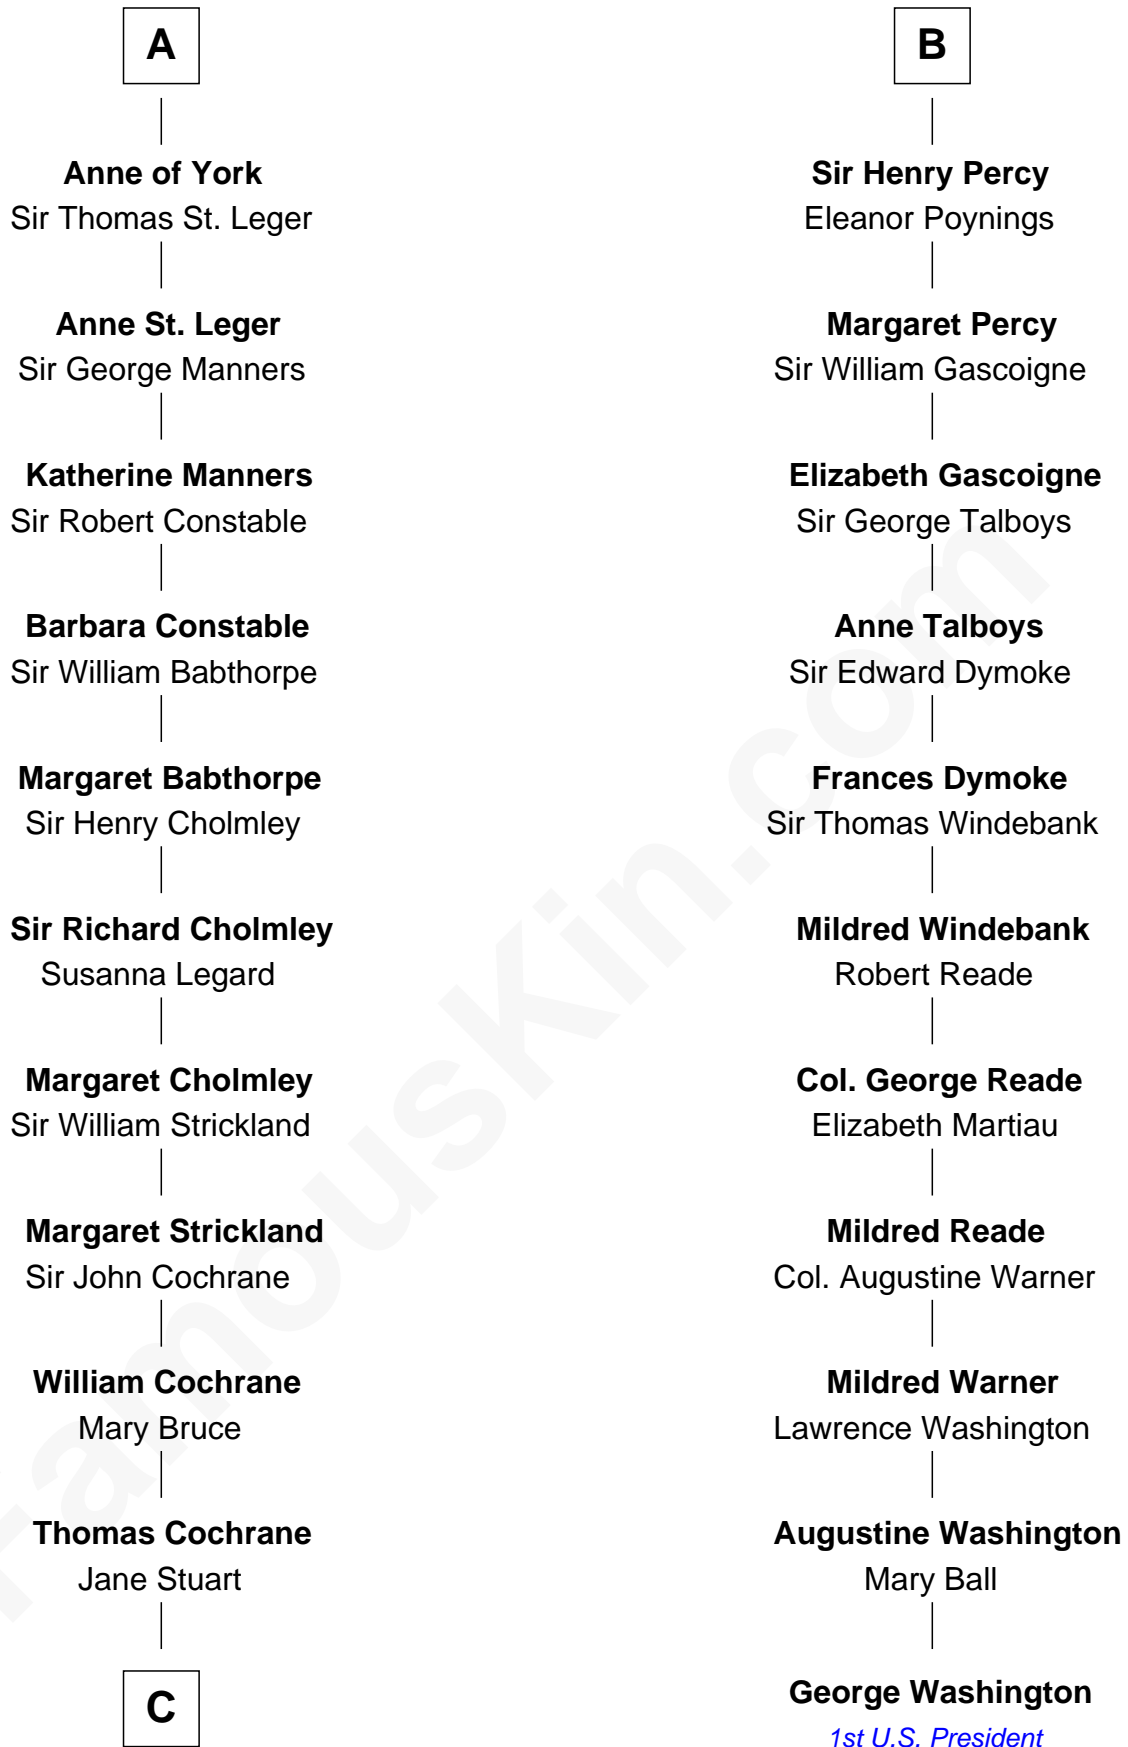 A
Anne of York
Sir Thomas St. Leger
Anne St. Leger
Sir George Manners
Katherine Manners
Sir Robert Constable
Barbara Constable
Sir William Babthorpe
Margaret Babthorpe
Sir Henry Cholmley
Sir Richard Cholmley
Susanna Legard
Margaret Cholmley
Sir William Strickland
Margaret Strickland
Sir John Cochrane
William Cochrane
Mary Bruce
Thomas Cochrane
Jane Stuart
C
B
Sir Henry Percy
Eleanor Poynings
Margaret Percy
Sir William Gascoigne
Elizabeth Gascoigne
Sir George Talboys
Anne Talboys
Sir Edward Dymoke
Frances Dymoke
Sir Thomas Windebank
Mildred Windebank
Robert Reade
Col. George Reade
Elizabeth Martiau
Mildred Reade
Col. Augustine Warner
Mildred Warner
Lawrence Washington
Augustine Washington
Mary Ball
George Washington
1st U.S. President
FamousKin.com